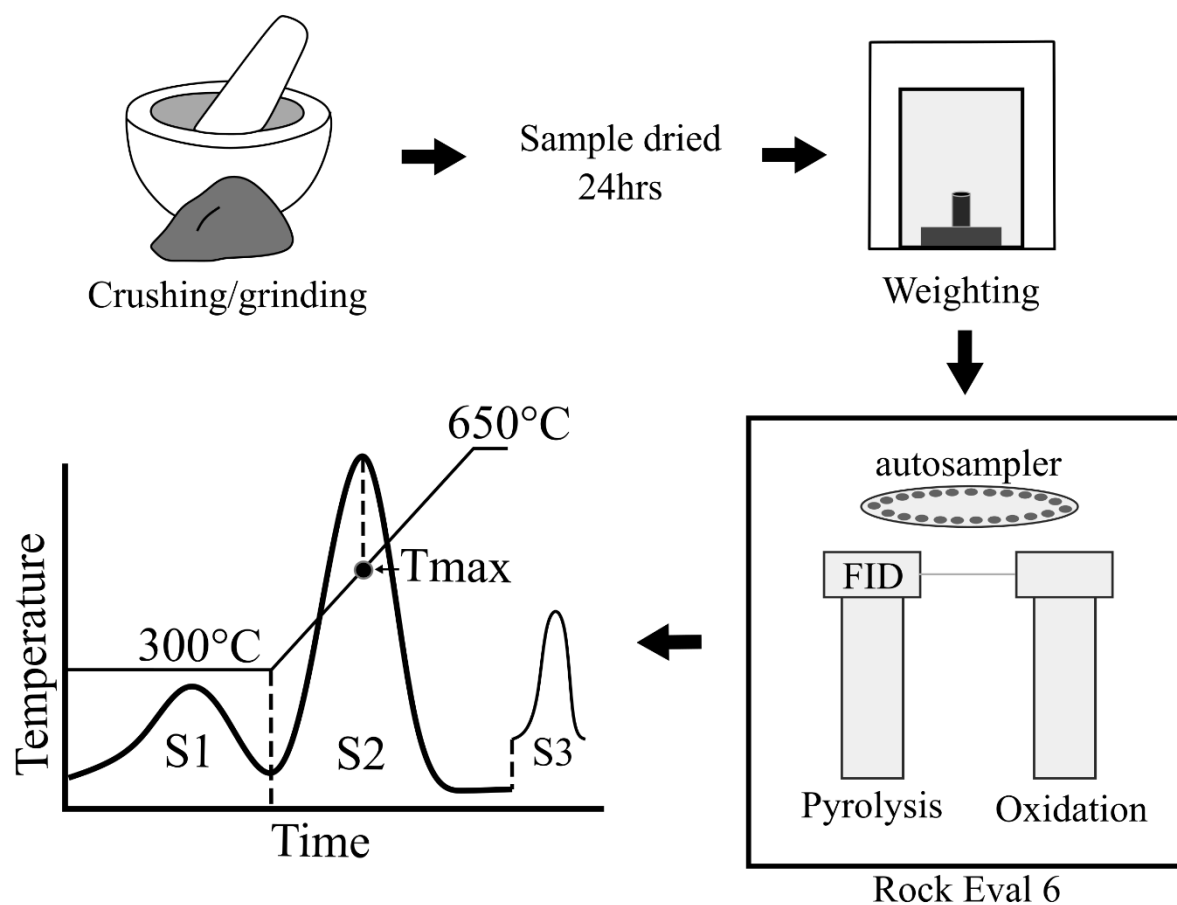 Crushing/grinding
Sample dried
24hrs
Weighting
autosampler
FID
Pyrolysis
Oxidation
Rock Eval 6
650°C
Tmax
300°C
S1
S2
S3
Temperature
Time